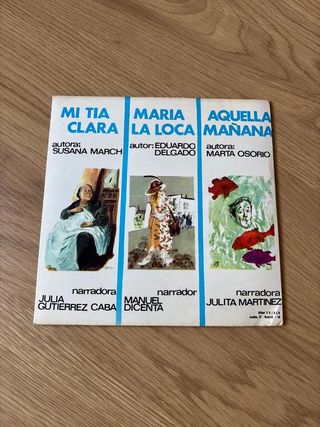 MI TIA
CLARA
autora:
SUSANA MARCH
narradora
JULIA
GUTIERREZ CABA
MARIA
LA LOCA
autor: EDUARDO
DELGADO
narrador
MANUEL
DICENTA
AQUELLA
MAÑANA
autora:
MARTA OSORIO
narradora
JULITA MARTINEZ